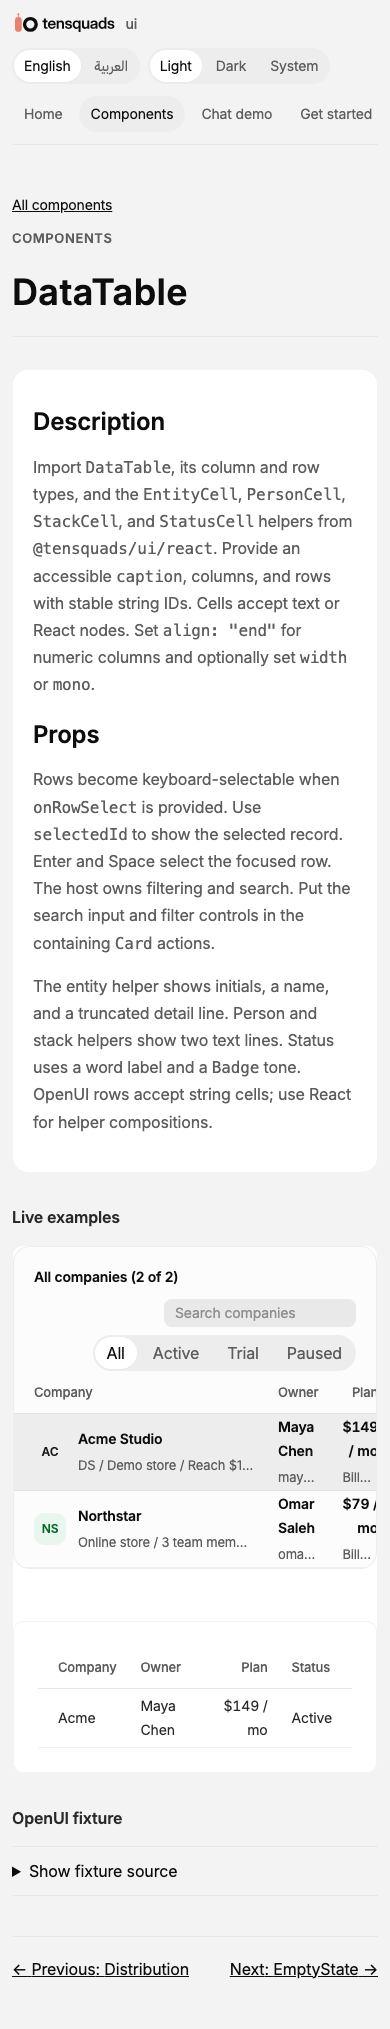 tensquads ui
English العربية Light Dark System
Home Components Chat demo Get started
All components
COMPONENTS
DataTable
Description
Import DataTable, its column and row
types, and the EntityCell, PersonCell,
StackCell, and StatusCell helpers from
@tensquads/ui/react. Provide an
accessible caption, columns, and rows
with stable string IDs. Cells accept text or
React nodes. Set align: "end" for
numeric columns and optionally set width
or mono.
Props
Rows become keyboard-selectable when
onRowSelect is provided. Use
selectedId to show the selected record.
Enter and Space select the focused row.
The host owns filtering and search. Put the
search input and filter controls in the
containing Card actions.
The entity helper shows initials, a name,
and a truncated detail line. Person and
stack helpers show two text lines. Status
uses a word label and a Badge tone.
OpenUI rows accept string cells; use React
for helper compositions.
Live examples
All companies (2 of 2)
Search companies
All Active Trial Paused
Company Owner Plan
AC Acme Studio Maya Chen $149 / mo
DS / Demo store / Reach $1... may... Bill...
NS Northstar Omar Saleh $79 / mo
Online store / 3 team mem... oma... Bill...
Company Owner Plan Status
Acme Maya Chen $149 / mo Active
OpenUI fixture
▶ Show fixture source
← Previous: Distribution Next: EmptyState →